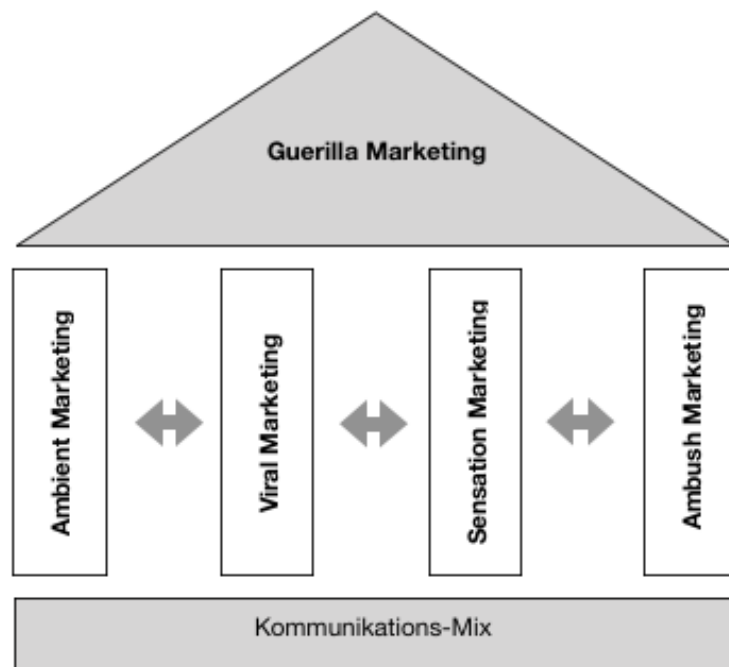 Guerilla Marketing
Ambient Marketing
Viral Marketing
Sensation Marketing
Ambush Marketing
Kommunikations-Mix